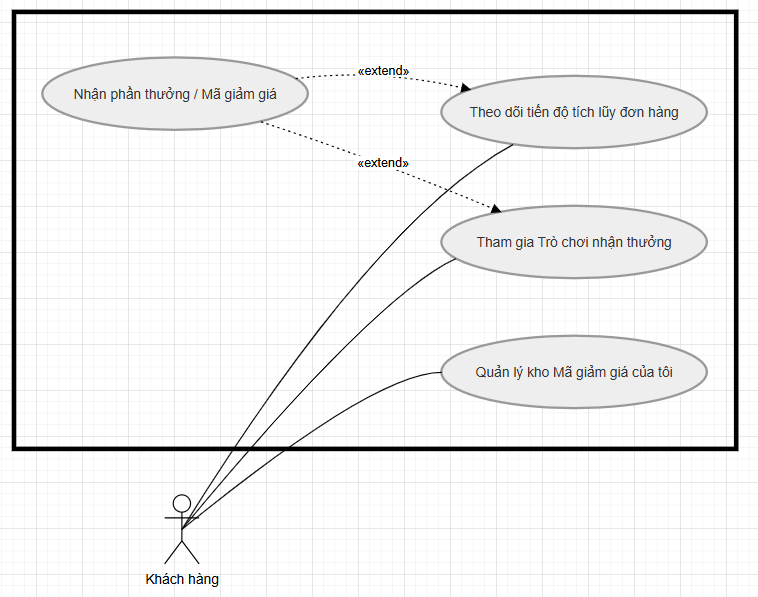 Nhận phần thưởng / Mã giảm giá
«extend»
Theo dõi tiến độ tích lũy đơn hàng
«extend»
Tham gia Trò chơi nhận thưởng
Quản lý kho Mã giảm giá của tôi
Khách hàng